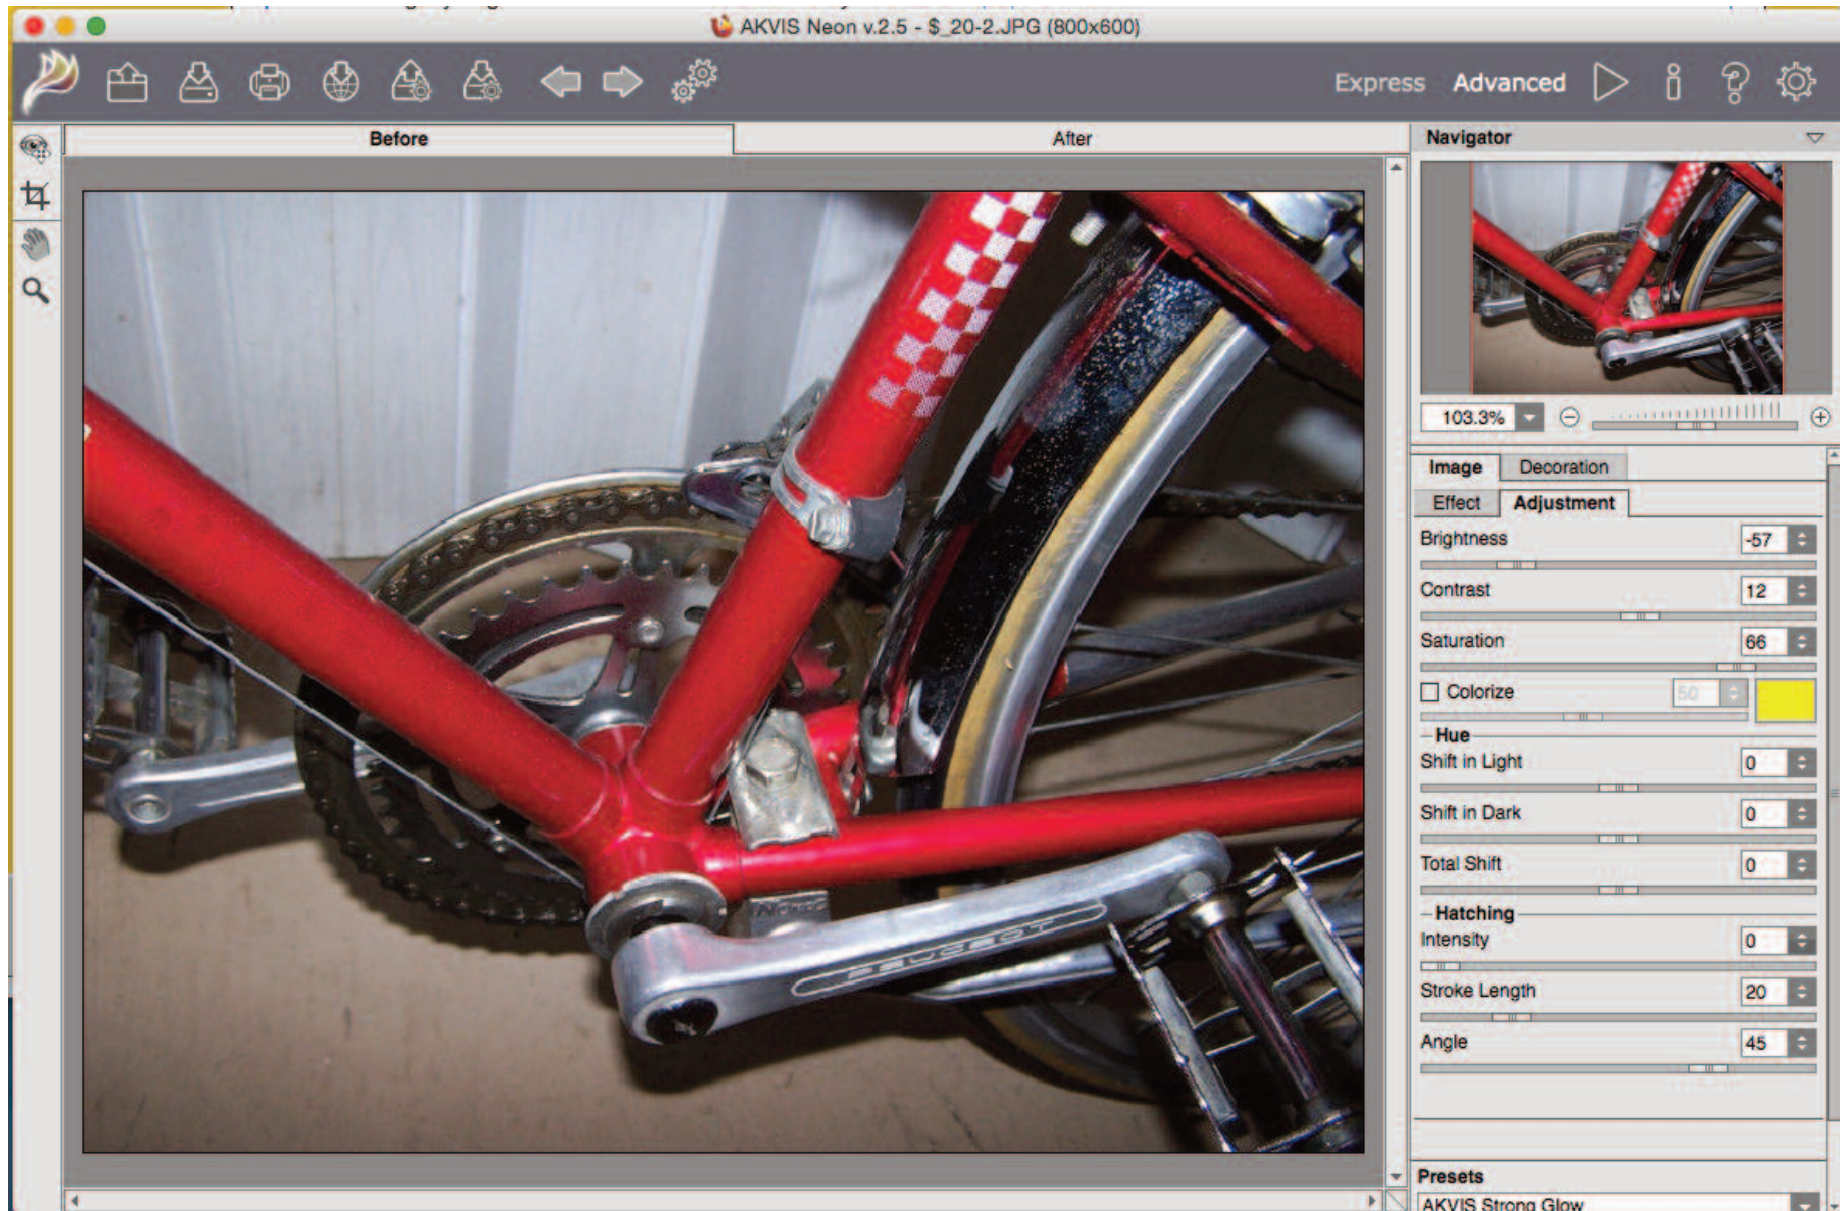 AKVIS Neon v.2.5 - $_20-2.JPG (800x600)
Express Advanced
Before After
Navigator
103.3%
Image Decoration
Effect Adjustment
Brightness -57
Contrast 12
Saturation 66
Colorize 50
Hue
Shift in Light 0
Shift in Dark 0
Total Shift 0
Hatching
Intensity 0
Stroke Length 20
Angle 45
Presets
AKVIS Strong Glow
PEUGEOT